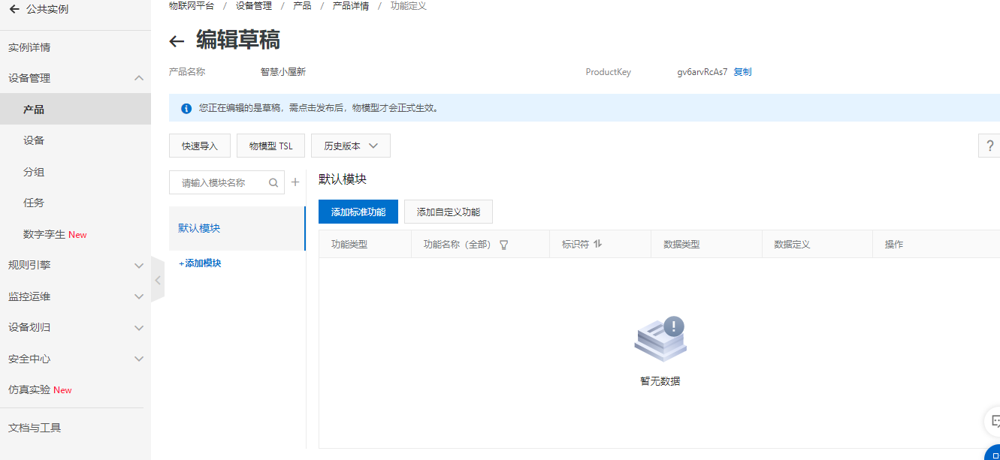 公共实例
实例详情
设备管理
产品
设备
分组
任务
数字孪生 New
规则引擎
监控运维
设备划归
安全中心
仿真实验 New
文档与工具
物联网平台 / 设备管理 / 产品 / 产品详情 / 功能定义
编辑草稿
产品名称 智慧小屋新 ProductKey gv6arvRcAs7 复制
您正在编辑的是草稿，需点击发布后，物模型才会正式生效。
快速导入 物模型 TSL 历史版本 ?
请输入模块名称 +
默认模块
+添加模块
默认模块
添加标准功能 添加自定义功能
功能类型 功能名称（全部） 标识符 数据类型 数据定义 操作
暂无数据